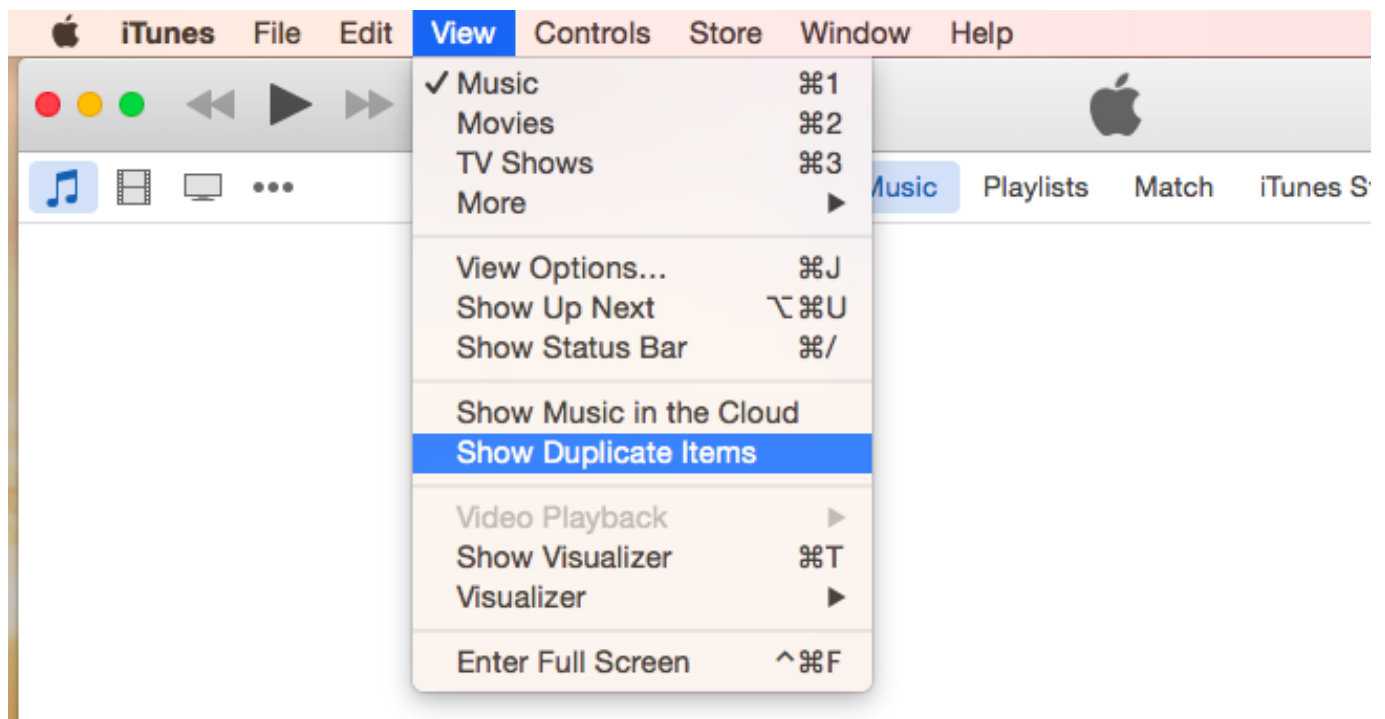 iTunes File Edit View Controls Store Window Help
✓ Music ⌘1
Movies ⌘2
TV Shows ⌘3
More ▶
Music Playlists Match iTunes S
View Options... ⌘J
Show Up Next ⌥⌘U
Show Status Bar ⌘/
Show Music in the Cloud
Show Duplicate Items
Video Playback ▶
Show Visualizer ⌘T
Visualizer ▶
Enter Full Screen ^⌘F